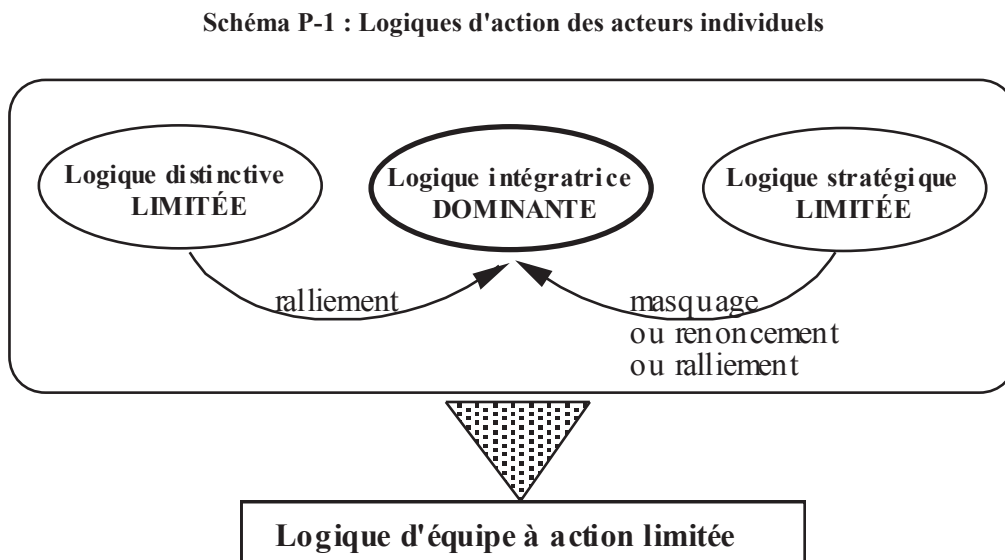 Schéma P-1 : Logiques d'action des acteurs individuels
Logique distinctive
LIMITÉE
Logique intégratrice
DOMINANTE
Logique stratégique
LIMITÉE
ralliement
masquage
ou renoncement
ou ralliement
Logique d'équipe à action limitée